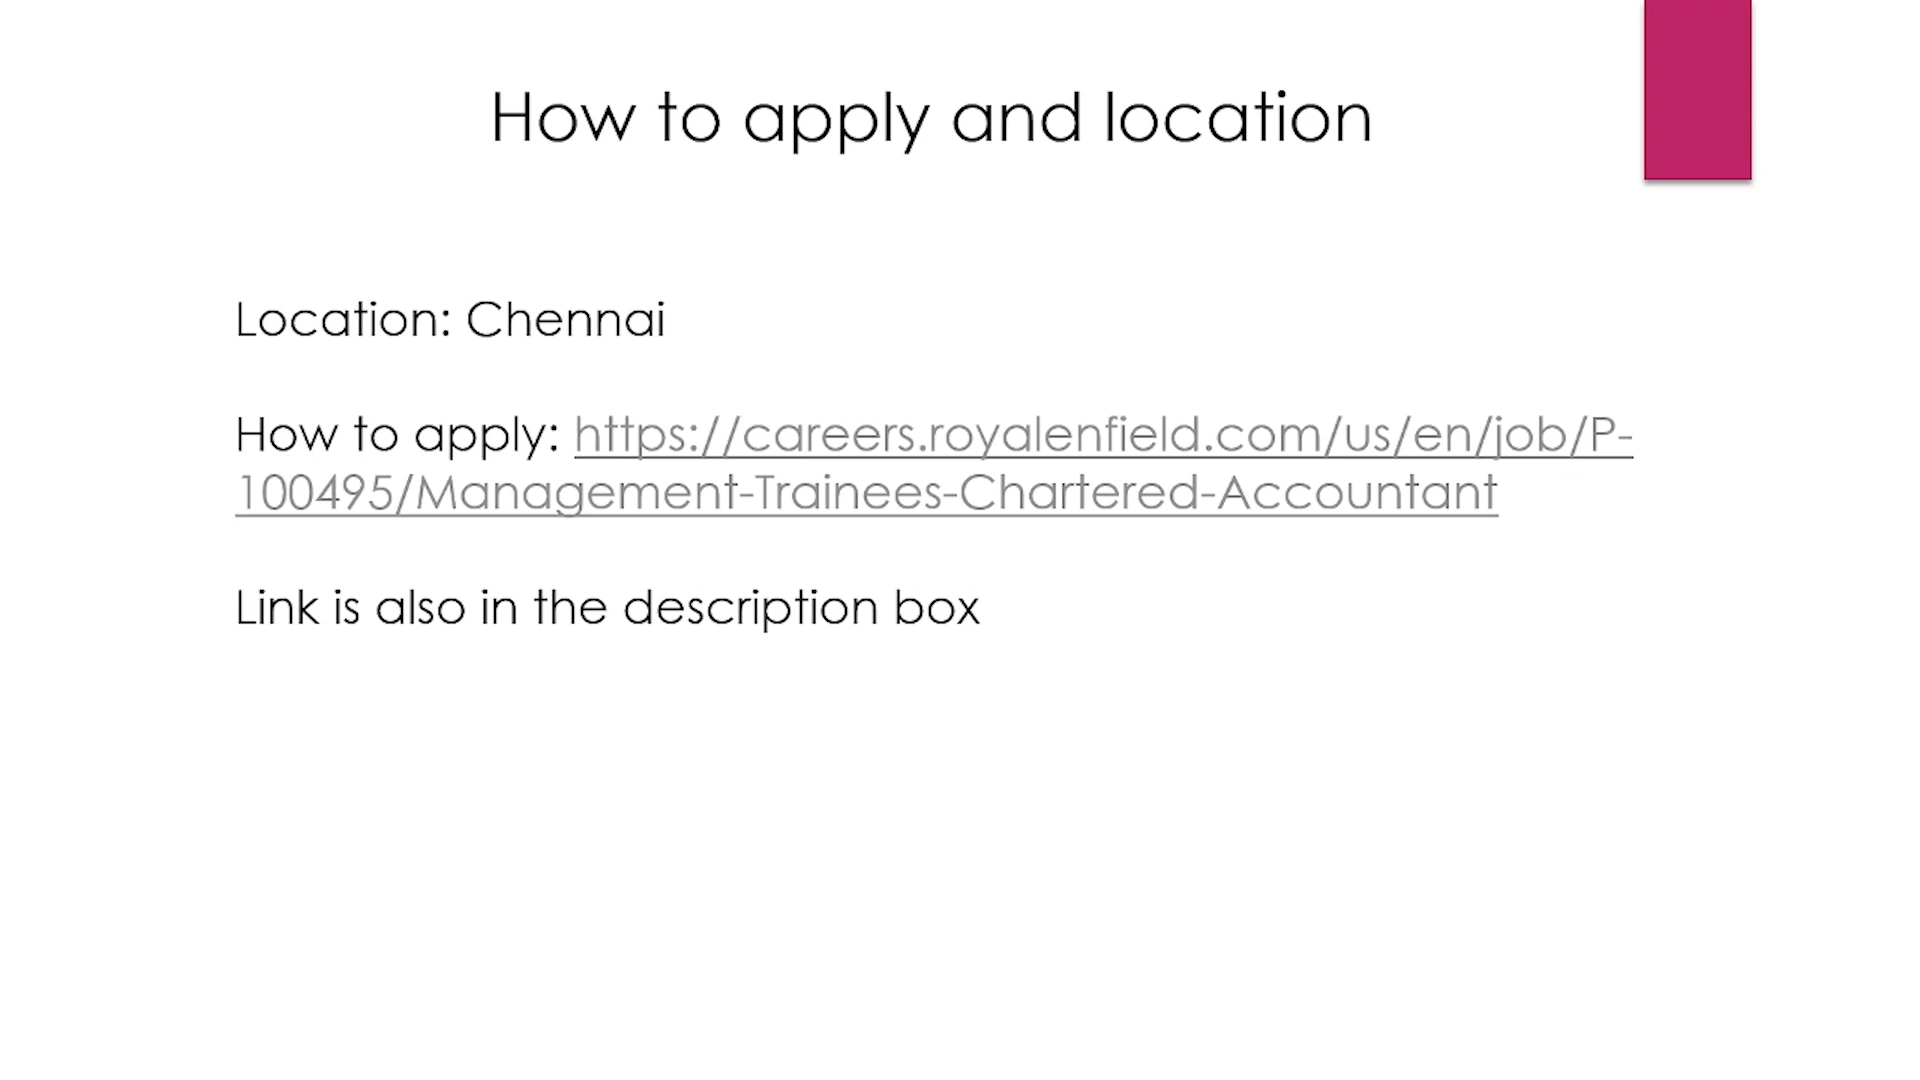 How to apply and location
Location: Chennai
How to apply: https://careers.royalenfield.com/us/en/job/P-
100495/Management-Trainees-Chartered-Accountant
Link is also in the description box